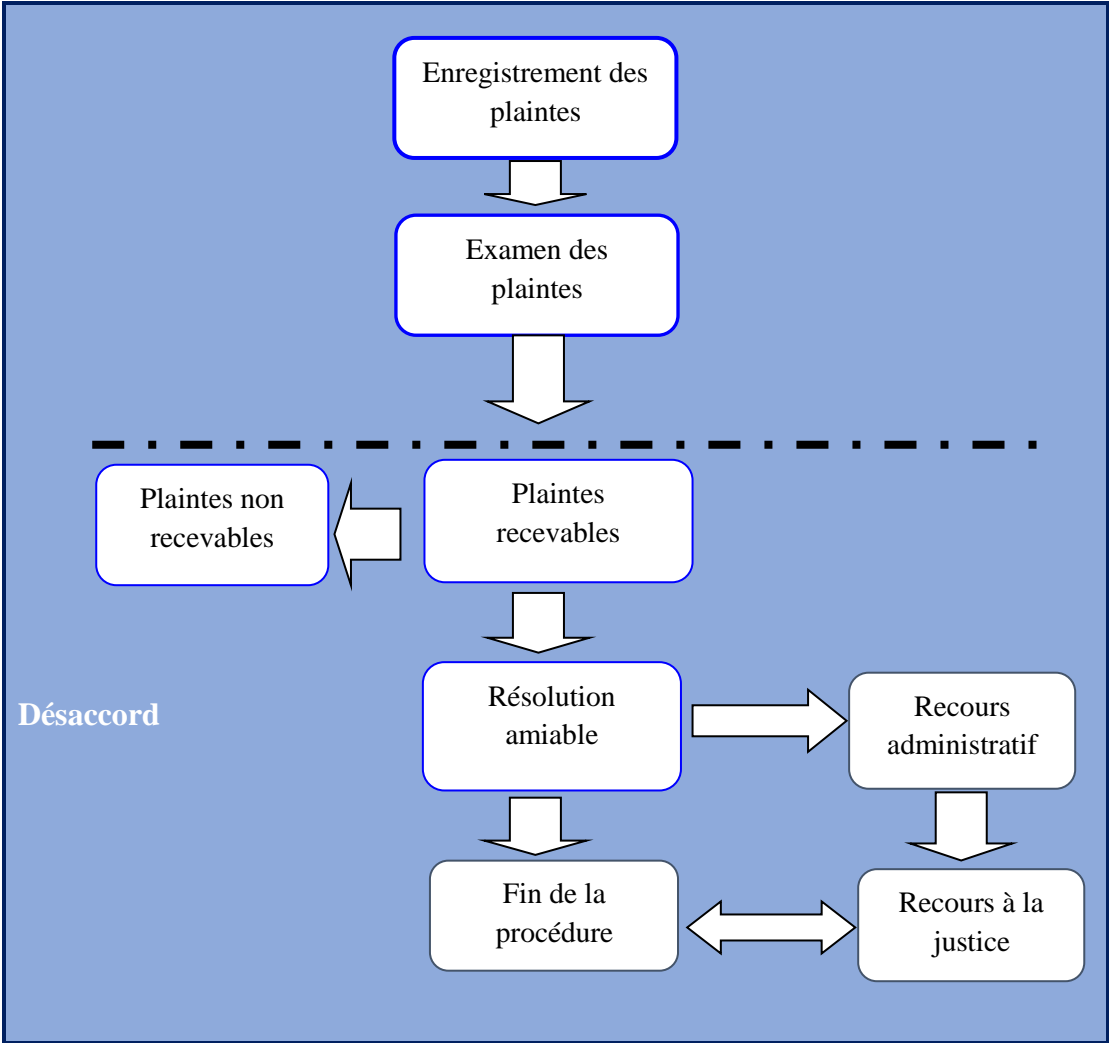 Enregistrement des
plaintes
Examen des
plaintes
Plaintes non
recevables
Plaintes
recevables
Désaccord
Résolution
amiable
Recours
administratif
Fin de la
procédure
Recours à la
justice